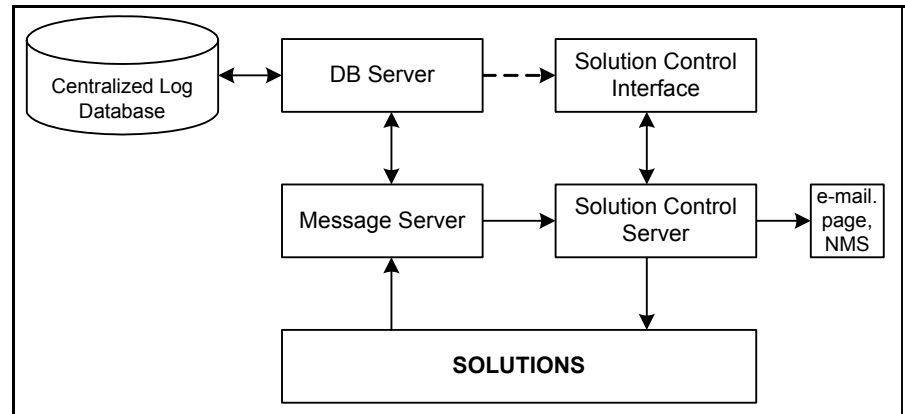 Centralized Log
Database
DB Server
Solution Control
Interface
Message Server
Solution Control
Server
e-mail.
page,
NMS
SOLUTIONS